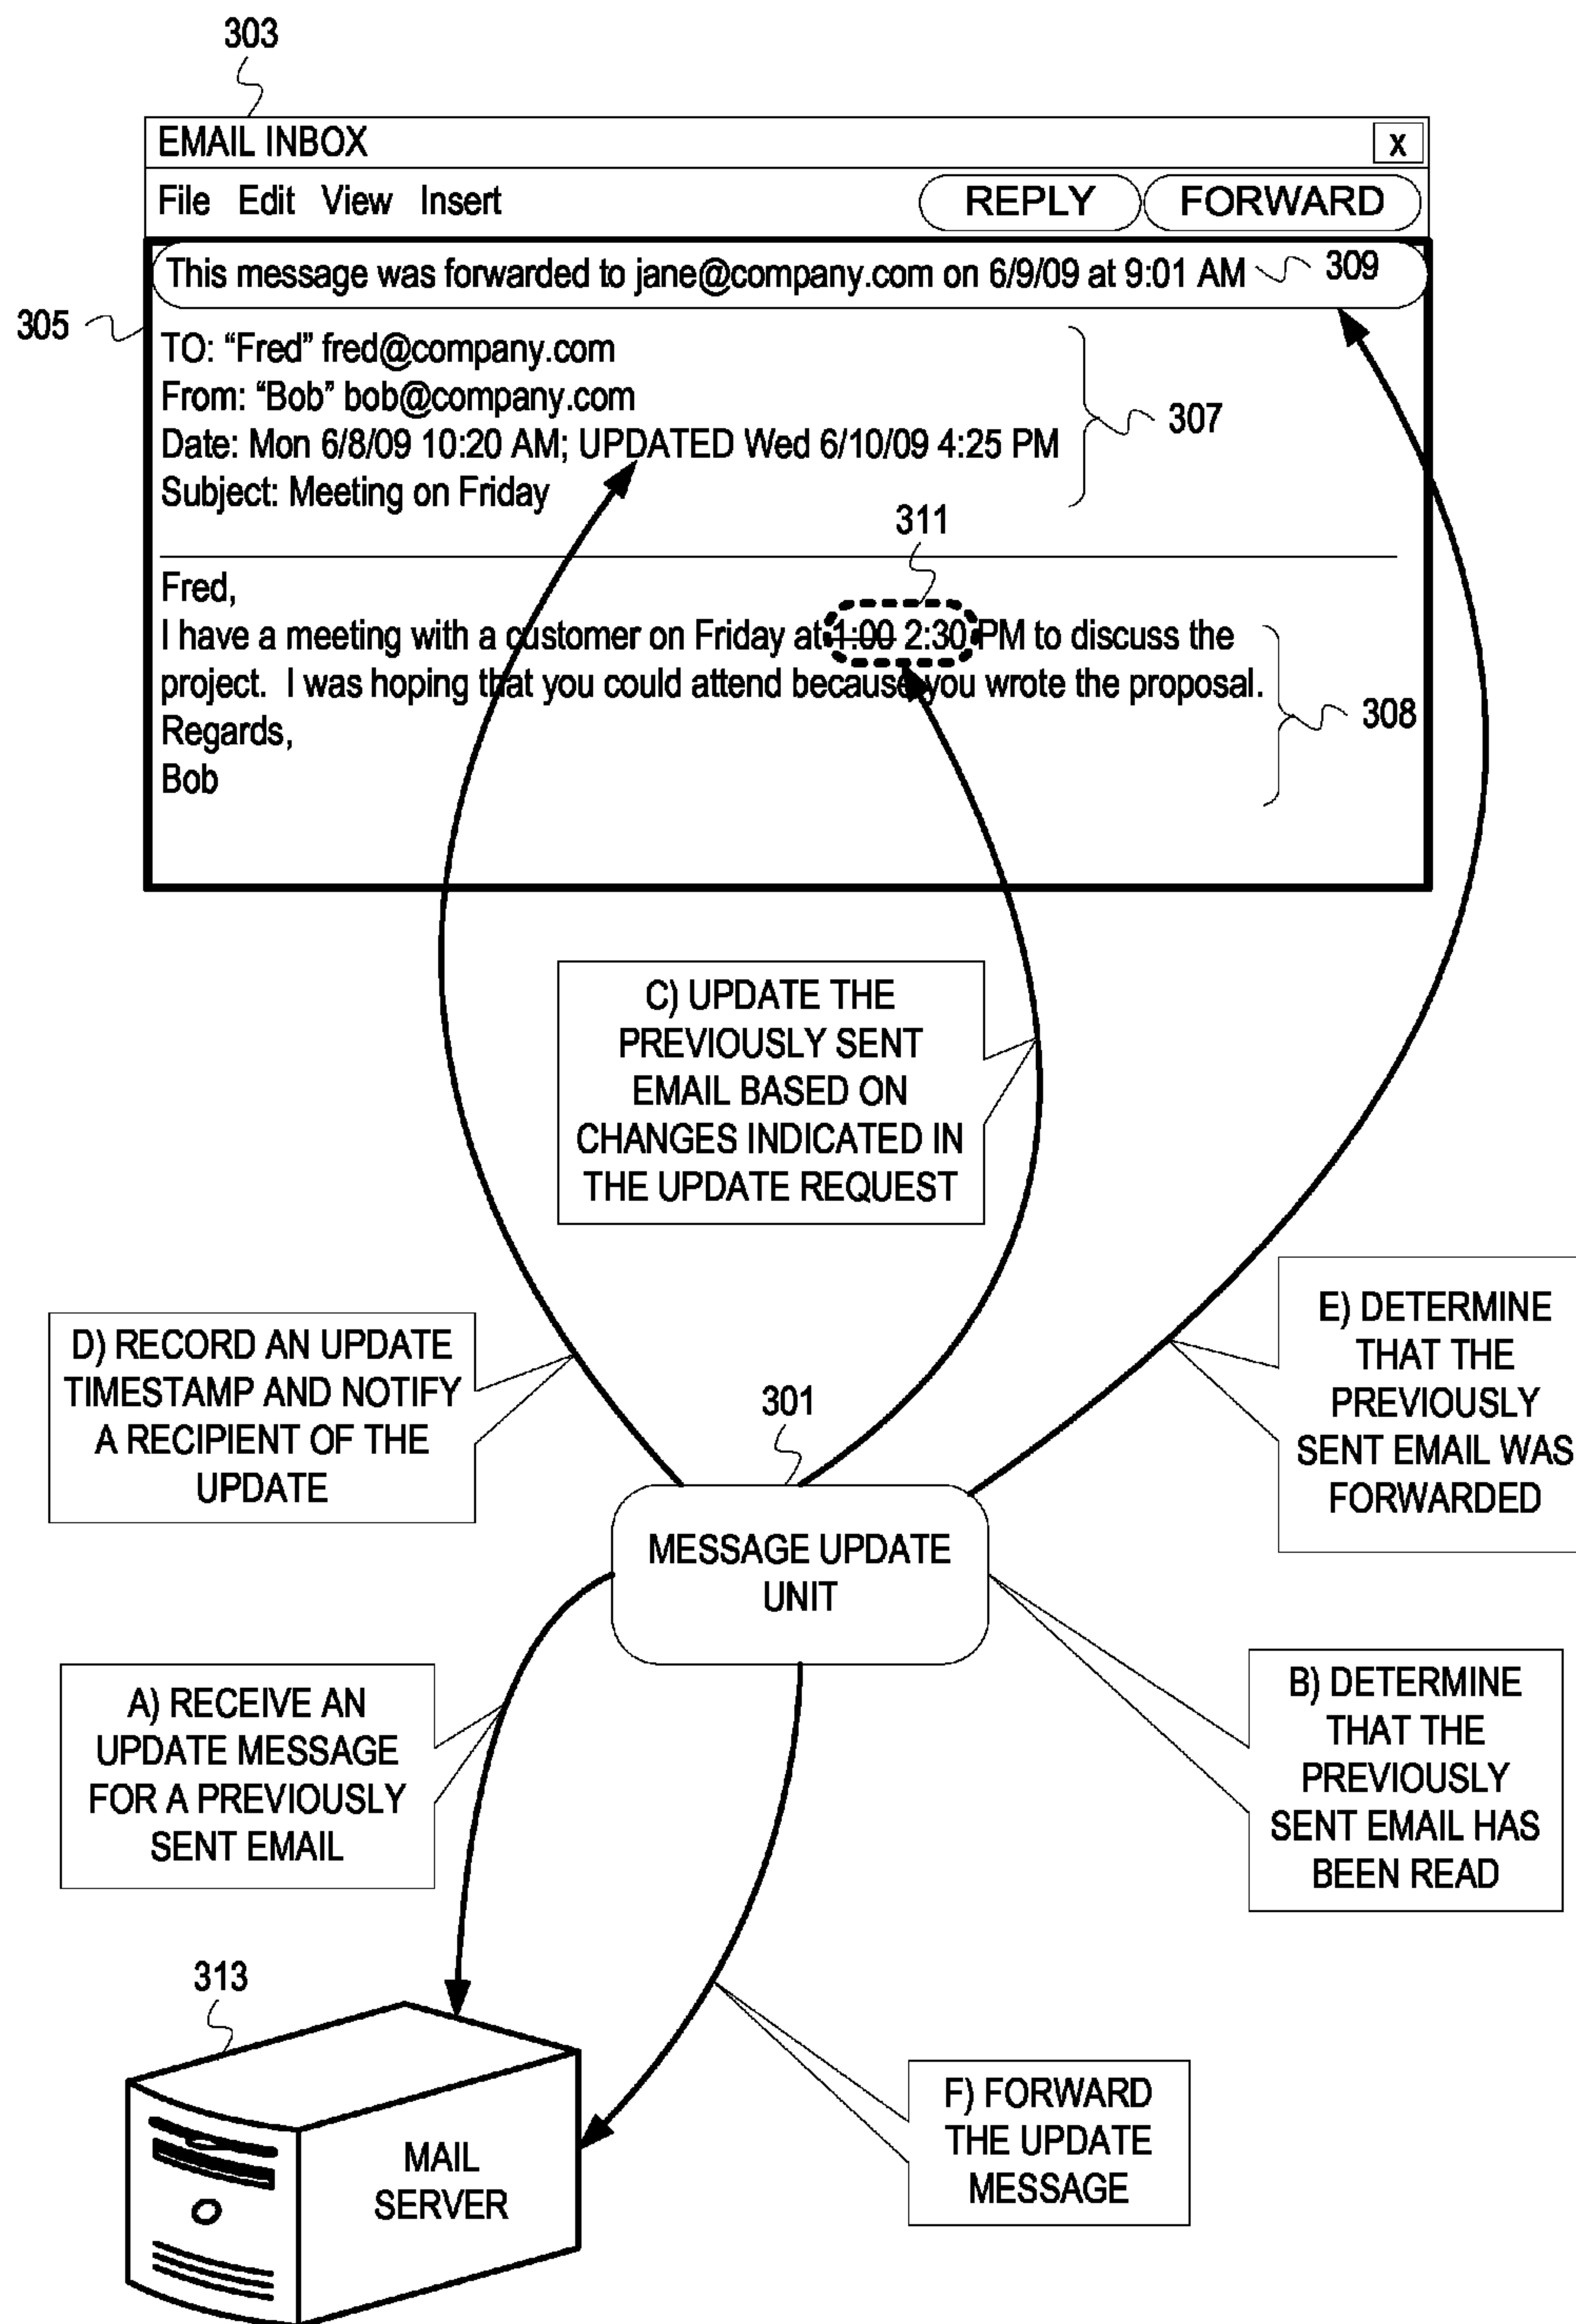 303
EMAIL INBOX X
File Edit View Insert REPLY FORWARD
This message was forwarded to jane@company.com on 6/9/09 at 9:01 AM 309
305
TO: “Fred” fred@company.com
From: “Bob” bob@company.com
Date: Mon 6/8/09 10:20 AM; UPDATED Wed 6/10/09 4:25 PM
Subject: Meeting on Friday
307
311
Fred,
I have a meeting with a customer on Friday at 1:00 2:30 PM to discuss the
project. I was hoping that you could attend because you wrote the proposal.
Regards,
Bob
308
C) UPDATE THE
PREVIOUSLY SENT
EMAIL BASED ON
CHANGES INDICATED IN
THE UPDATE REQUEST
D) RECORD AN UPDATE
TIMESTAMP AND NOTIFY
A RECIPIENT OF THE
UPDATE
E) DETERMINE
THAT THE
PREVIOUSLY
SENT EMAIL WAS
FORWARDED
301
MESSAGE UPDATE
UNIT
A) RECEIVE AN
UPDATE MESSAGE
FOR A PREVIOUSLY
SENT EMAIL
B) DETERMINE
THAT THE
PREVIOUSLY
SENT EMAIL HAS
BEEN READ
313
MAIL
SERVER
F) FORWARD
THE UPDATE
MESSAGE